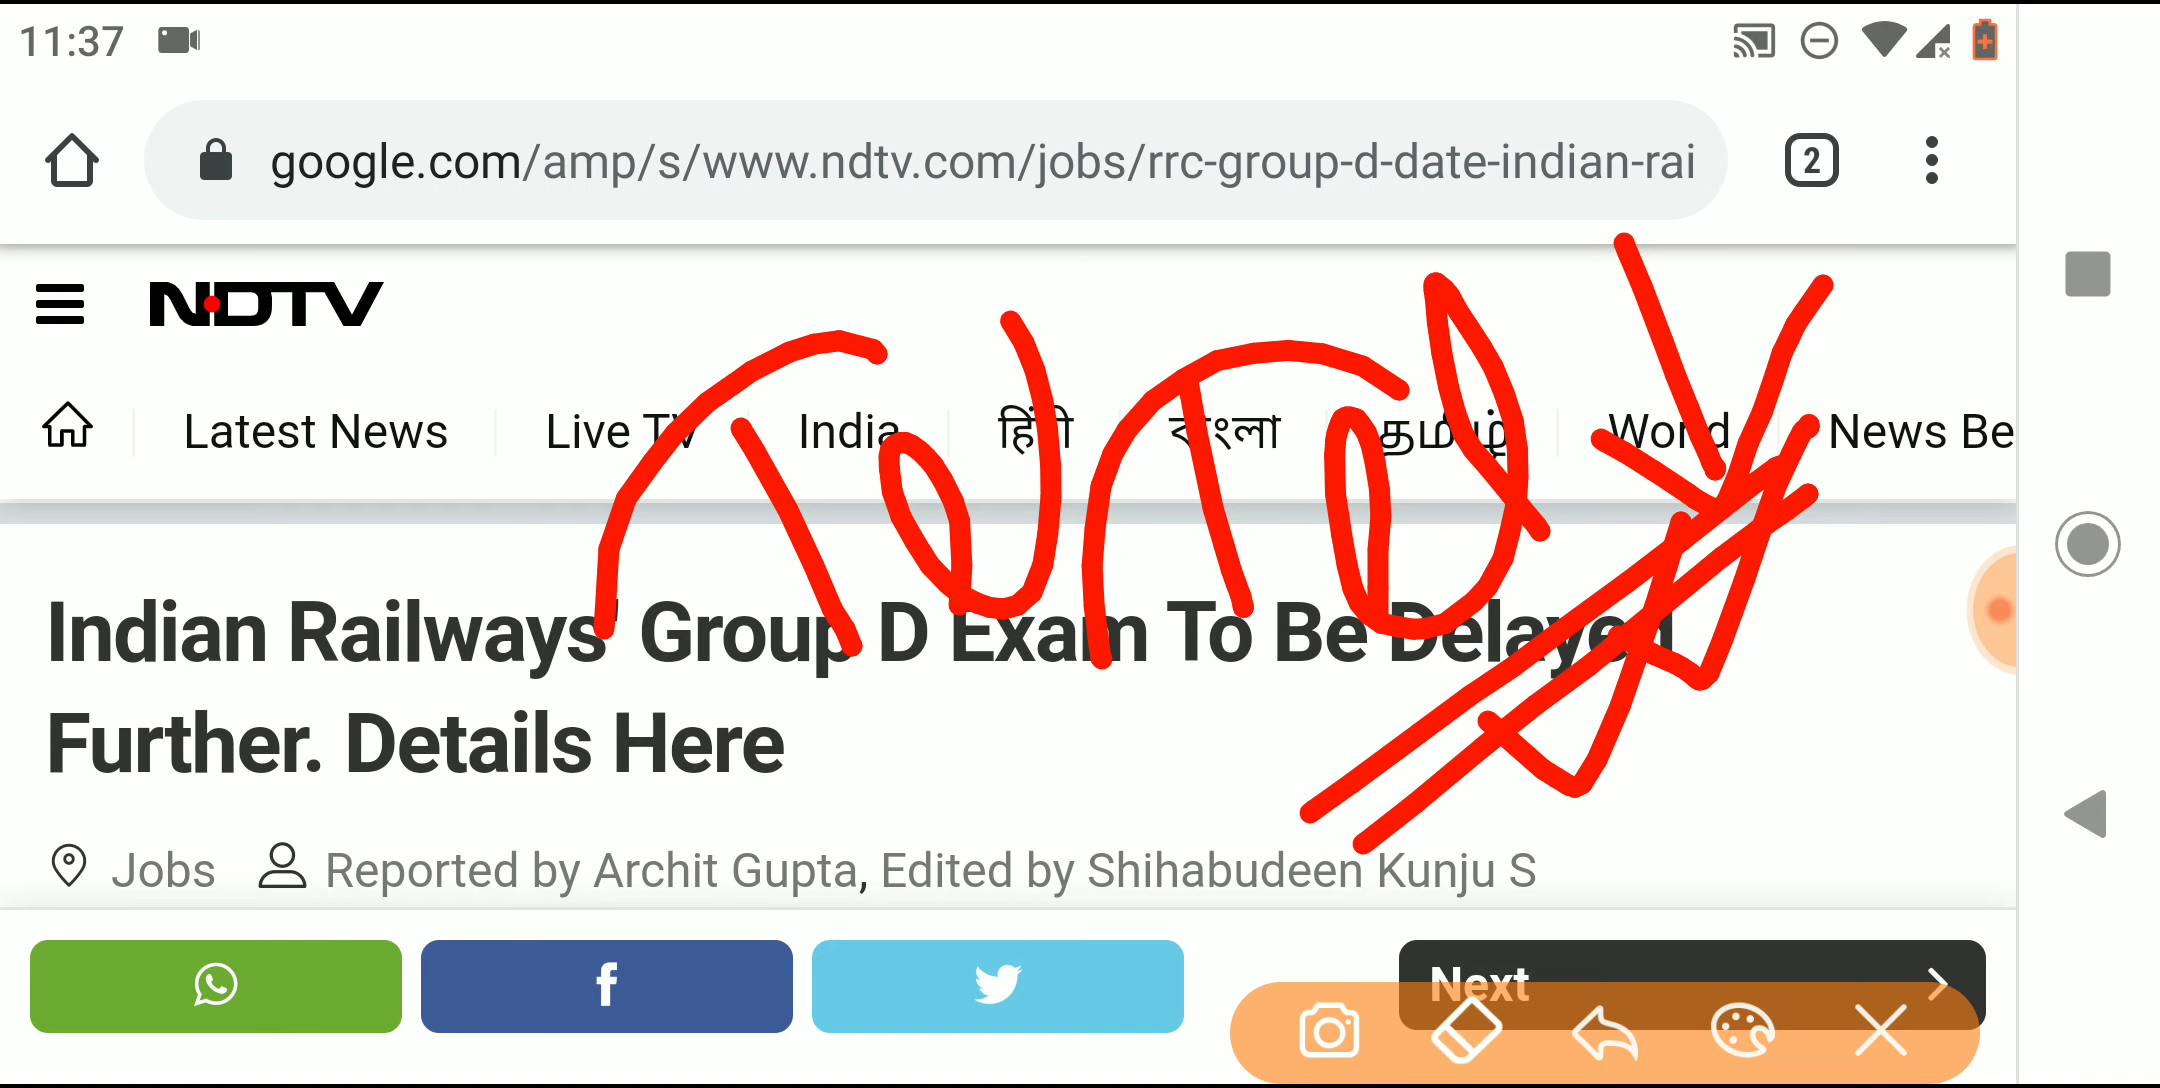 11:37
google.com/amp/s/www.ndtv.com/jobs/rrc-group-d-date-indian-rai
2
NDTV
Latest News Live TV India हिंदी বাংলা தமிழ் World News Be
Indian Railways' Group D Exam To Be Delayed
Further. Details Here
Jobs Reported by Archit Gupta, Edited by Shihabudeen Kunju S
f
Next